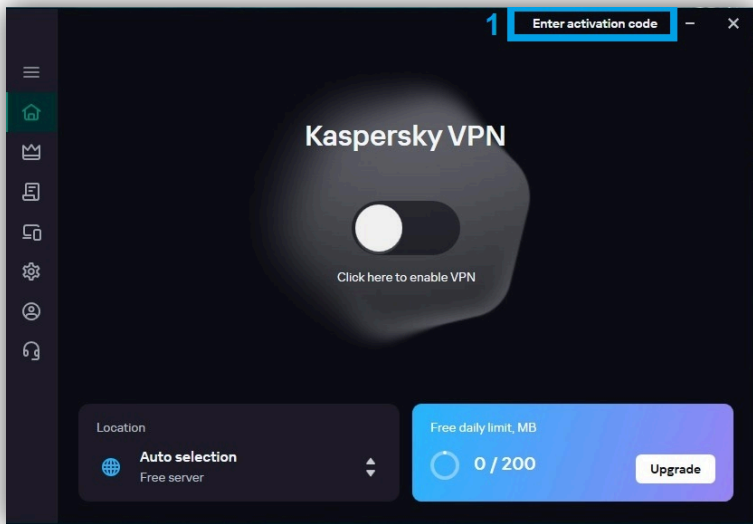 1 Enter activation code
Kaspersky VPN
Click here to enable VPN
Location
Auto selection
Free server
Free daily limit, MB
0 / 200
Upgrade